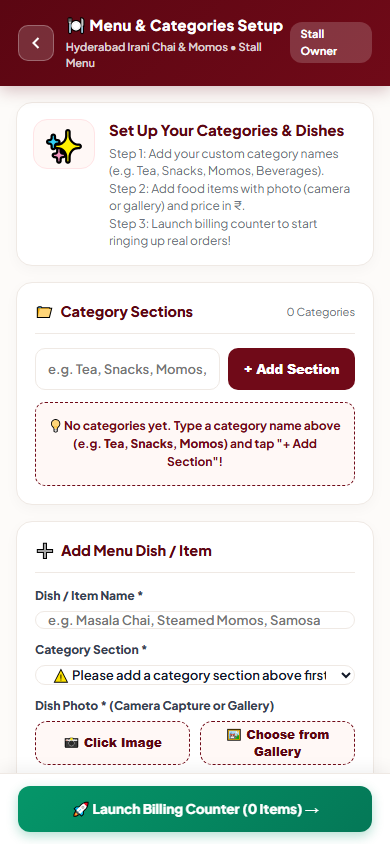 🍽️ Menu & Categories Setup
Hyderabad Irani Chai & Momos • Stall
Menu
Stall
Owner
Set Up Your Categories & Dishes
Step 1: Add your custom category names
(e.g. Tea, Snacks, Momos, Beverages).
Step 2: Add food items with photo (camera
or gallery) and price in ₹.
Step 3: Launch billing counter to start
ringing up real orders!
📁 Category Sections
0 Categories
e.g. Tea, Snacks, Momos,
+ Add Section
💡 No categories yet. Type a category name above
(e.g. Tea, Snacks, Momos) and tap "+ Add
Section"!
➕ Add Menu Dish / Item
Dish / Item Name *
e.g. Masala Chai, Steamed Momos, Samosa
Category Section *
⚠️ Please add a category section above first
Dish Photo * (Camera Capture or Gallery)
📸 Click Image
🖼️ Choose from
Gallery
🚀 Launch Billing Counter (0 Items) →